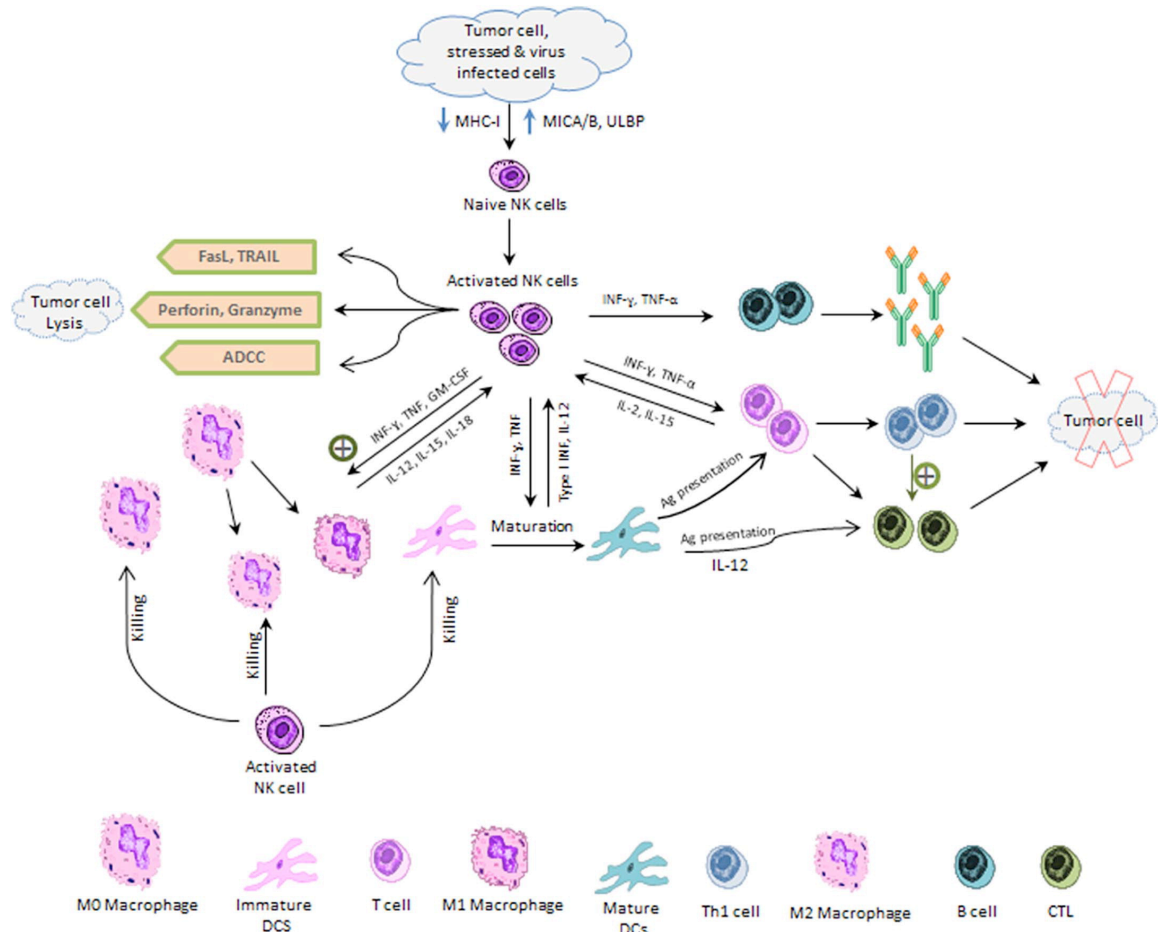 Tumor cell,
stressed & virus
infected cells
MHC-I
MICA/B, ULBP
Naive NK cells
FasL, TRAIL
Activated NK cells
Tumor cell
Lysis
Perforin, Granzyme
INF-ɣ, TNF-α
ADCC
INF-ɣ, TNF, GM-CSF
IL-12, IL-15, IL-18
INF-ɣ, TNF
Type I INF, IL-12
INF-ɣ, TNF-α
IL-2, IL-15
Tumor cell
Maturation
Ag presentation
Ag presentation
IL-12
Killing
Killing
Killing
Activated
NK cell
M0 Macrophage
Immature
DCS
T cell
M1 Macrophage
Mature
DCs
Th1 cell
M2 Macrophage
B cell
CTL